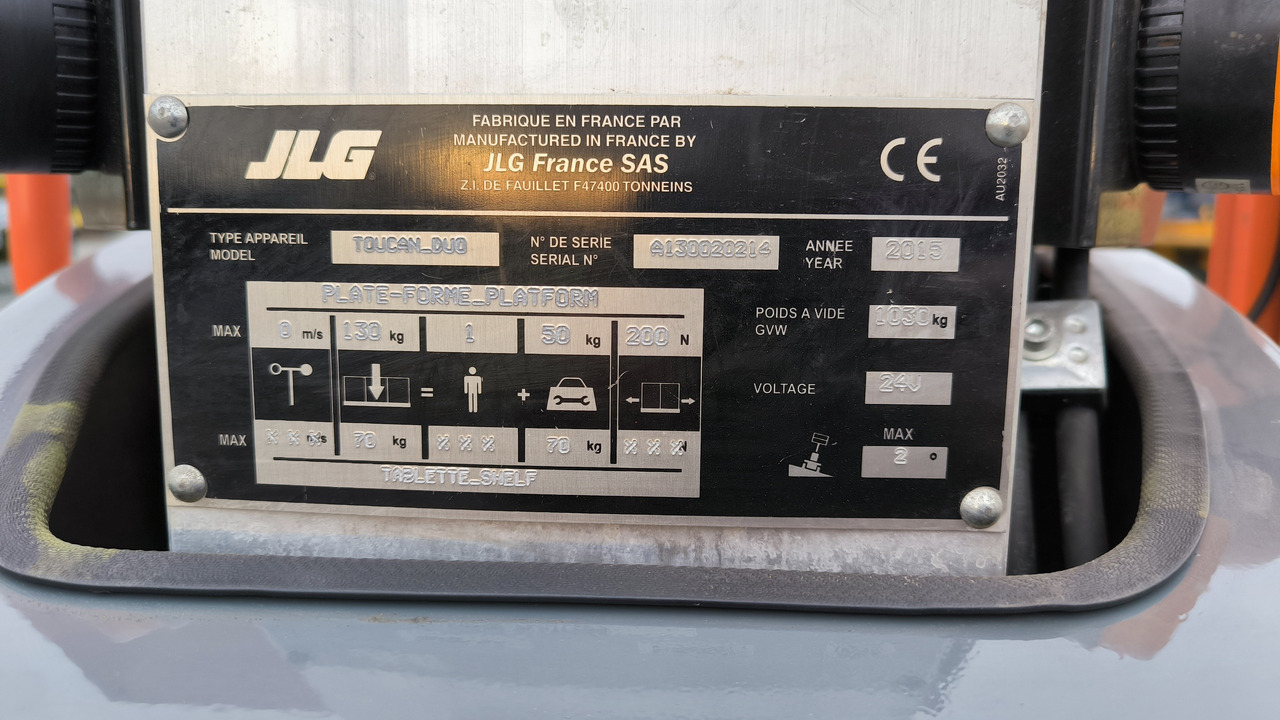 JLG
FABRIQUE EN FRANCE PAR
MANUFACTURED IN FRANCE BY
JLG France SAS
Z.I. DE FAUILLET F47400 TONNEINS
CE
AU2032
TYPE APPAREIL
MODEL
TOUCAN_DUO
N° DE SERIE
SERIAL N°
A130020214
ANNEE
YEAR
2015
PLATE-FORME_PLATFORM
MAX 0 m/s 130 kg 1 50 kg 200 N
= +
MAX X X X m/s 70 kg X X X 70 kg X X X N
TABLETTE_SHELF
POIDS A VIDE
GVW
1030 kg
VOLTAGE
24V
MAX
2 °